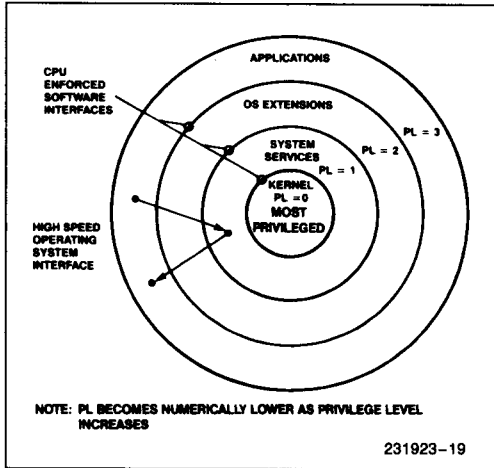 APPLICATIONS
CPU
ENFORCED
SOFTWARE
INTERFACES
OS EXTENSIONS
PL = 3
SYSTEM
SERVICES
PL = 2
PL = 1
KERNEL
PL =0
MOST
PRIVILEGED
HIGH SPEED
OPERATING
SYSTEM
INTERFACE
NOTE: PL BECOMES NUMERICALLY LOWER AS PRIVILEGE LEVEL
INCREASES
231923–19